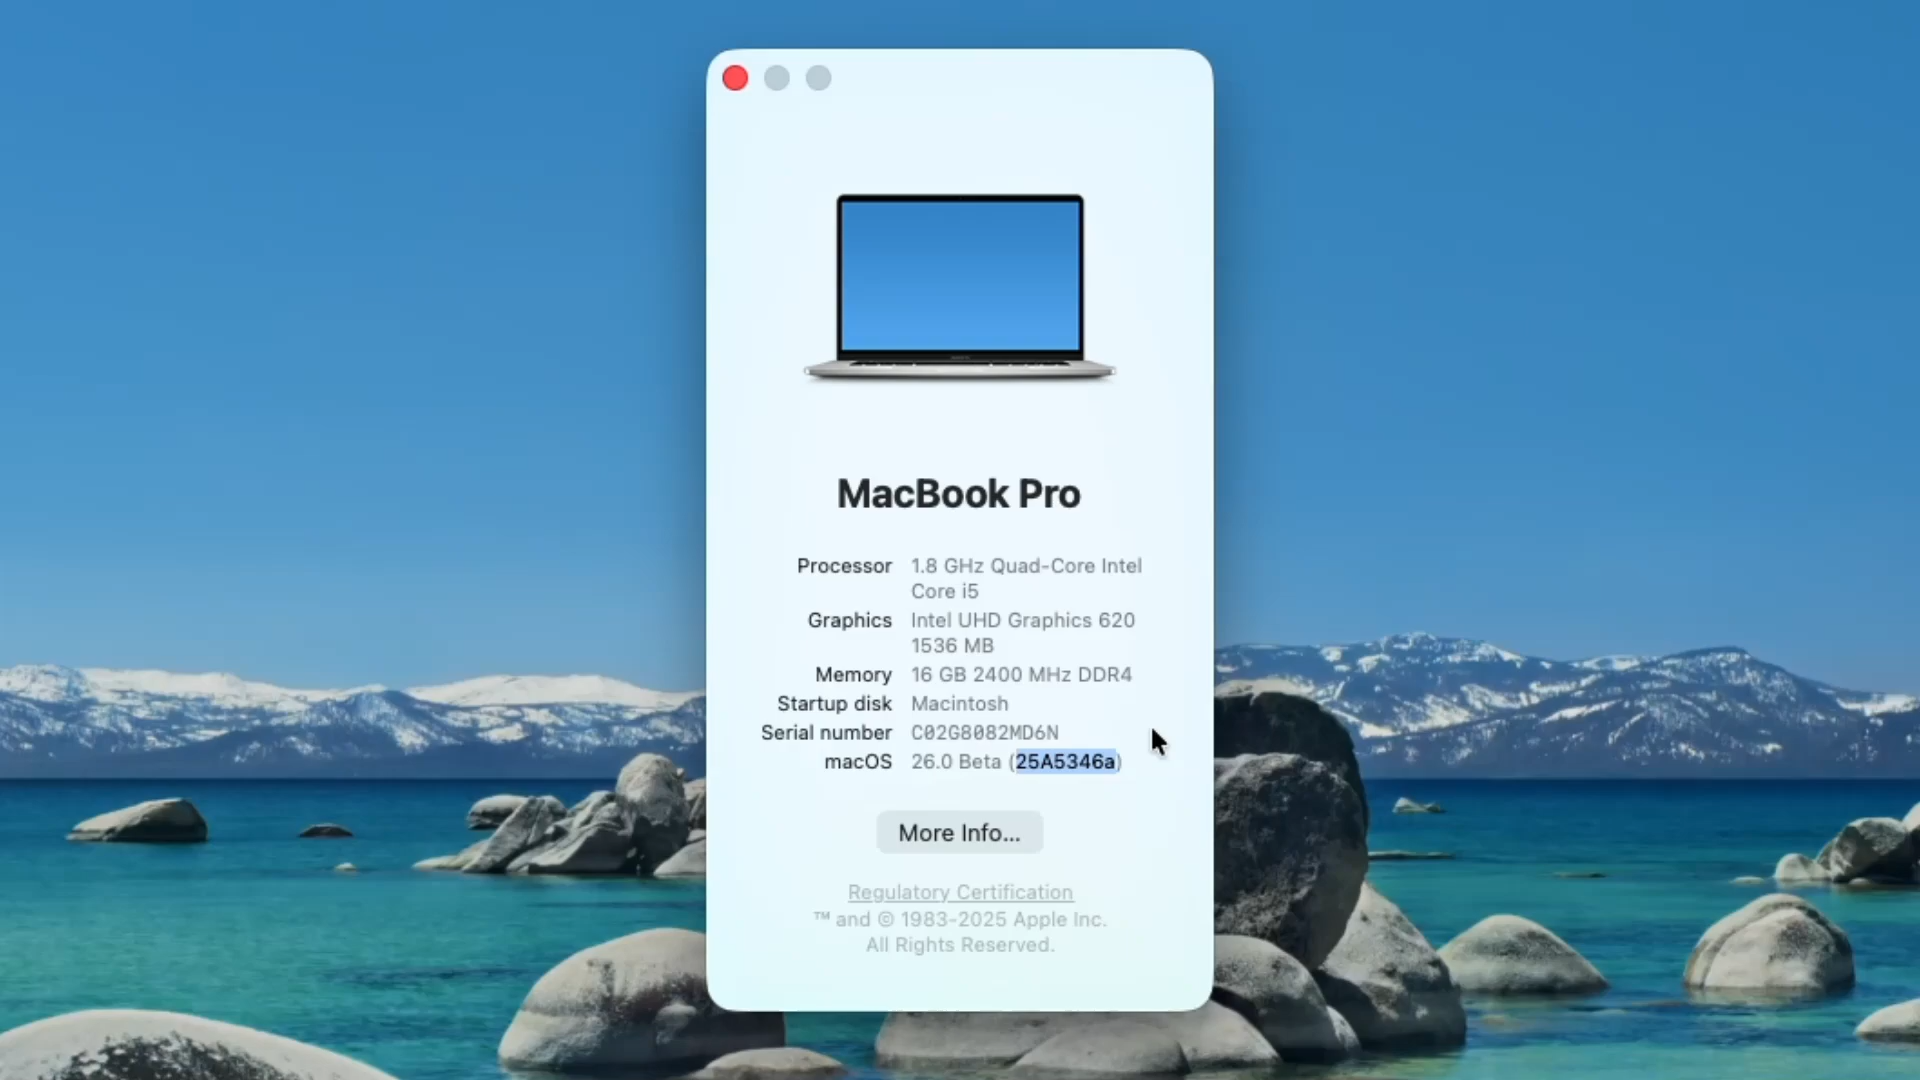 MacBook Pro
Processor 1.8 GHz Quad-Core Intel
Core i5
Graphics Intel UHD Graphics 620
1536 MB
Memory 16 GB 2400 MHz DDR4
Startup disk Macintosh
Serial number C02G8082MD6N
macOS 26.0 Beta (25A5346a)
More Info...
Regulatory Certification
™ and © 1983-2025 Apple Inc.
All Rights Reserved.